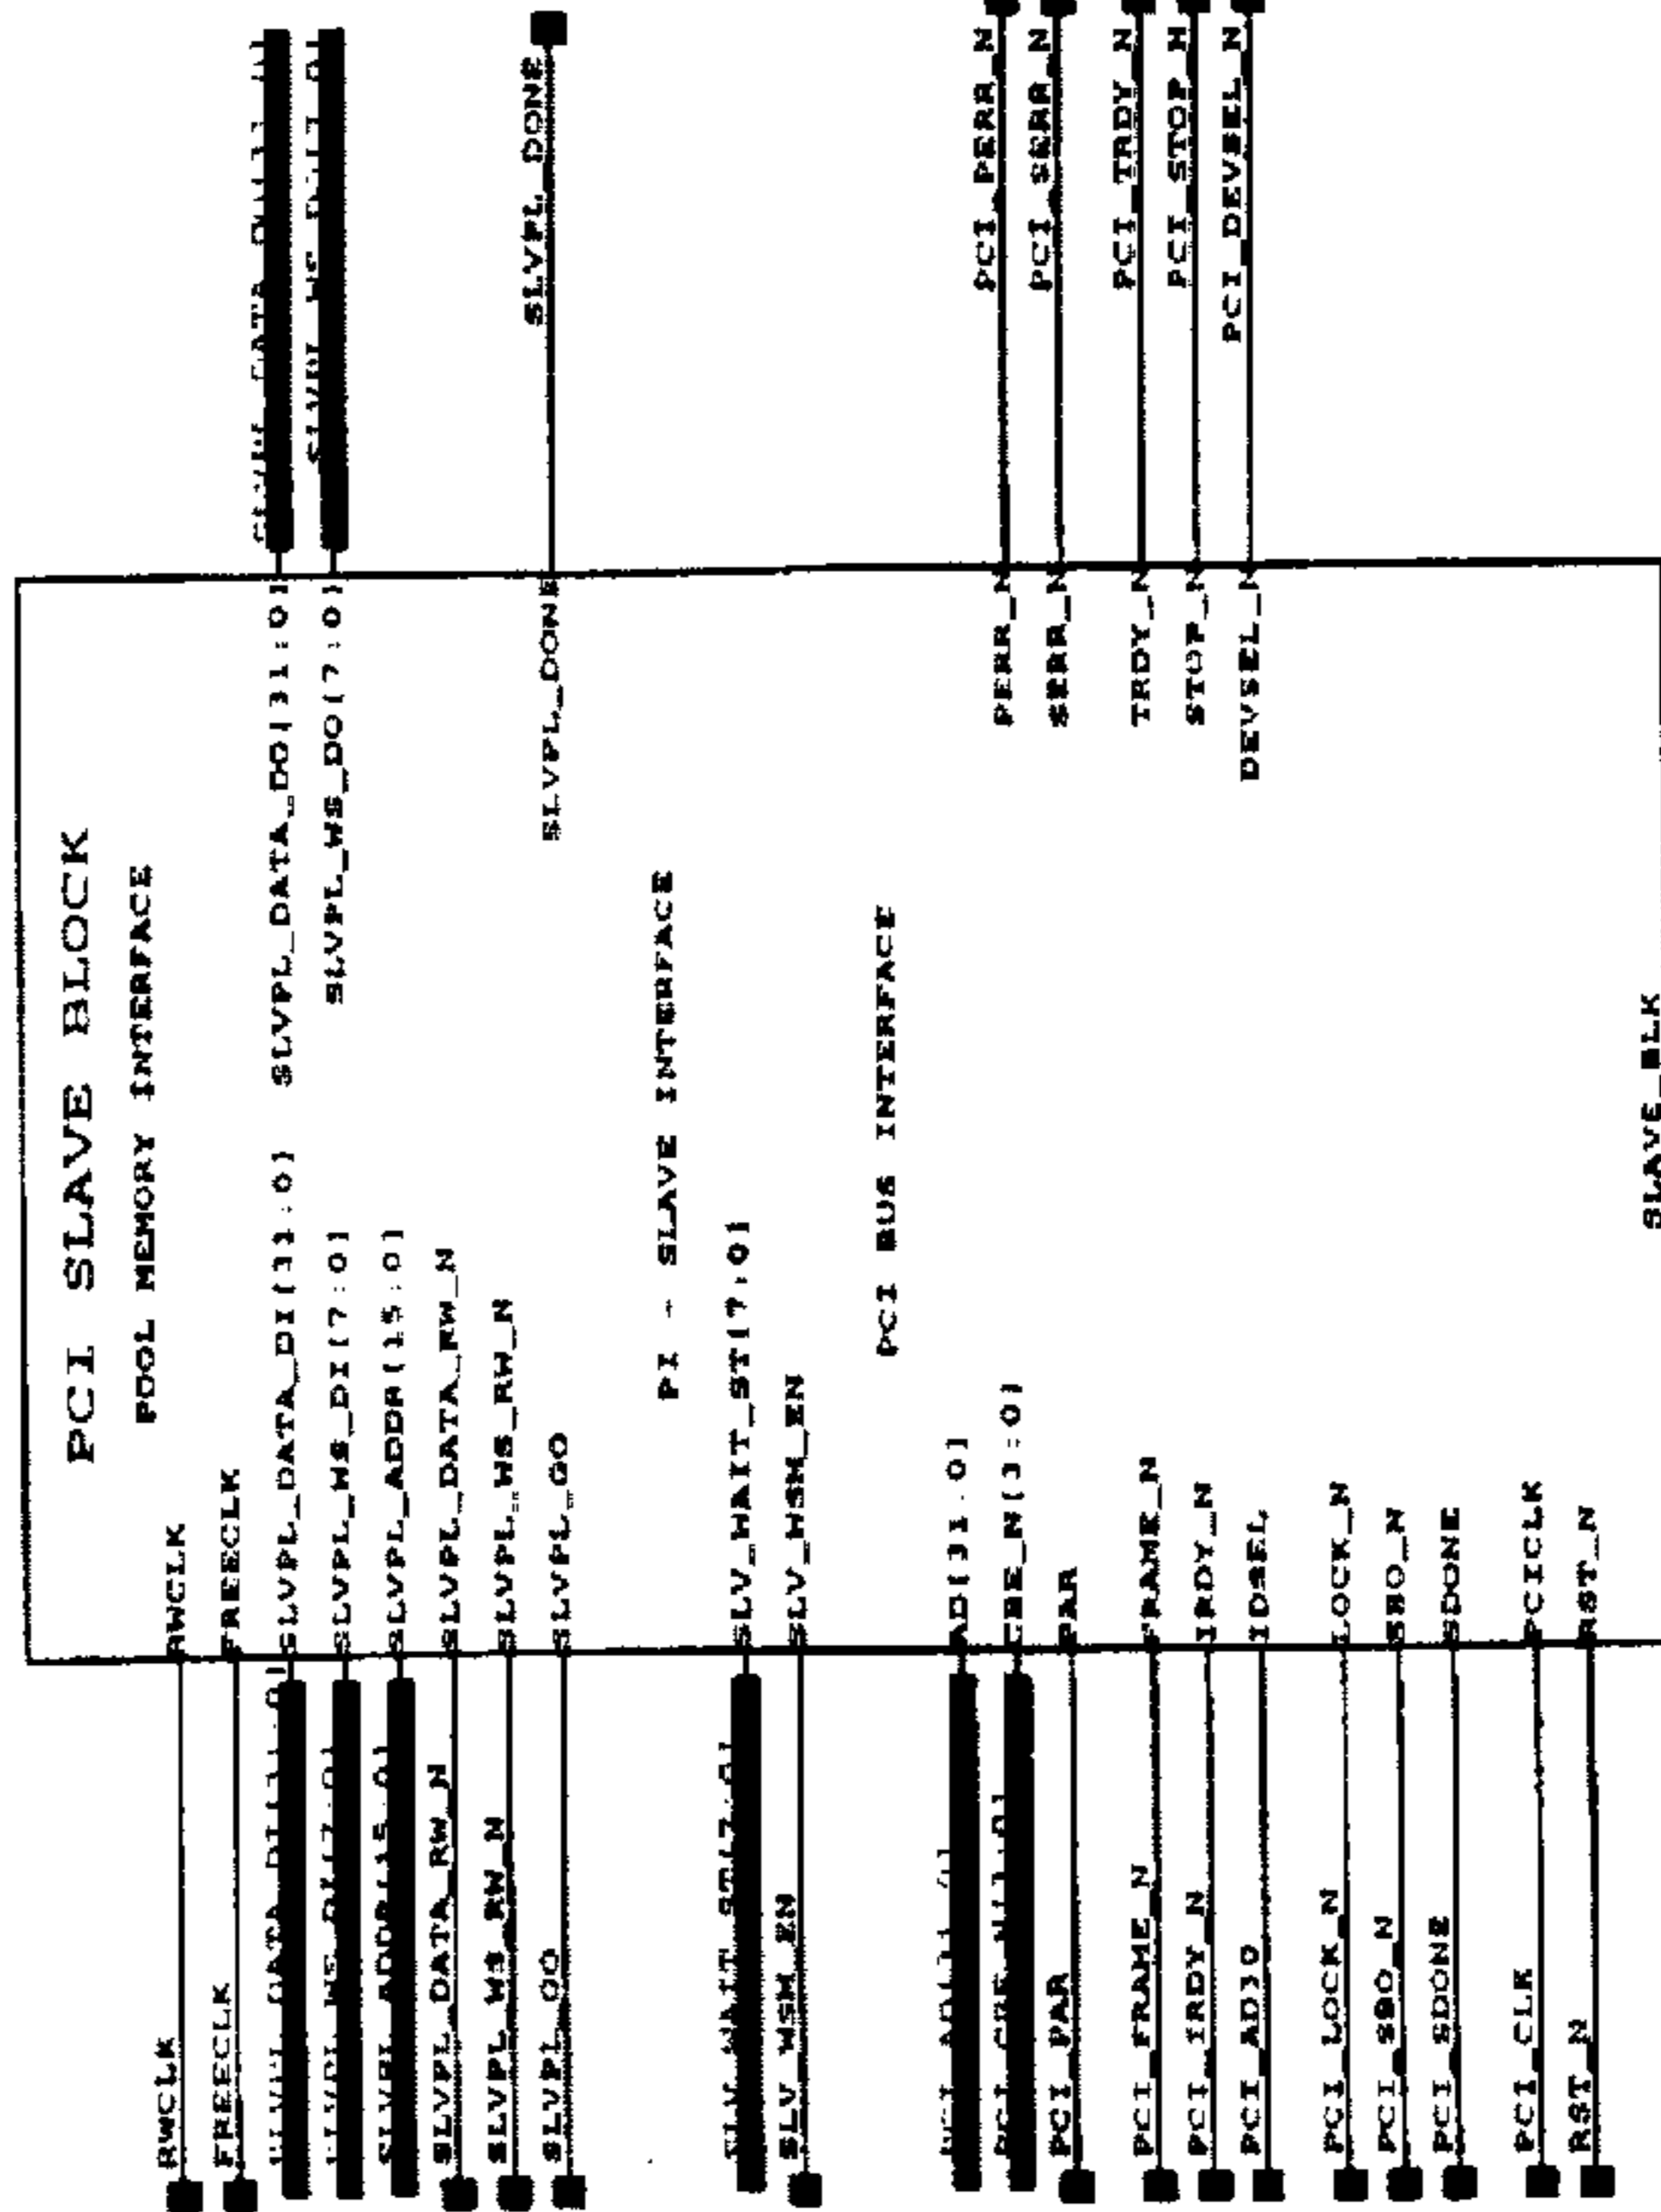 PCI SLAVE BLOCK
POOL MEMORY INTERFACE
RWCLK
RWCLK
FREECLK
FREECLK
SLVPL_DATA_DI[31:0]
SLVPL_DATA_DO[31:0]
SLVPL_WS_DI[7:0]
SLVPL_WS_DO[7:0]
SLVPL_ADDR[15:0]
SLVPL_DATA_RW_N
SLVPL_DATA_RW_N
SLVPL_WS_RW_N
SLVPL_WS_RW_N
SLVPL_GO
SLVPL_GO
SLVPL_DONE
SLVPL_DONE
PI - SLAVE INTERFACE
SLV_WAIT_ST[7:0]
SLV_WSM_EN
SLV_WSM_EN
PCI BUS INTERFACE
AD[31:0]
CBE_N[3:0]
PERR_N
PCI_PERR_N
PCI_PAR
PAR
SERR_N
PCI_SERR_N
PCI_FRAME_N
FRAME_N
TRDY_N
PCI_TRDY_N
PCI_IRDY_N
IRDY_N
STOP_N
PCI_STOP_N
PCI_AD30
IDSEL
DEVSEL_N
PCI_DEVSEL_N
PCI_LOCK_N
LOCK_N
PCI_SBO_N
SBO_N
PCI_SDONE
SDONE
PCI_CLK
PCICLK
RST_N
RST_N
SLAVE_BLK